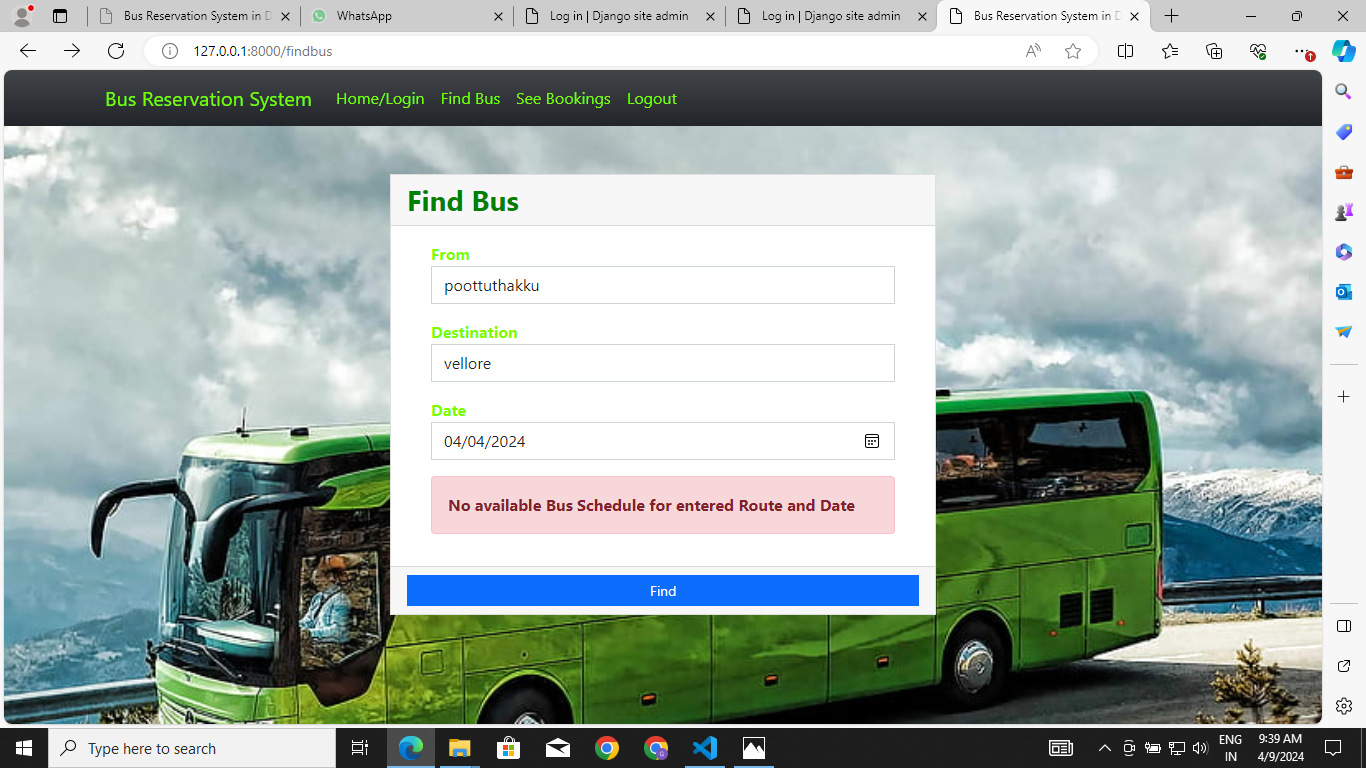 Bus Reservation System in D
WhatsApp
Log in | Django site admin
Log in | Django site admin
Bus Reservation System in D
127.0.0.1:8000/findbus
Bus Reservation System Home/Login Find Bus See Bookings Logout
Find Bus
From
poottuthakku
Destination
vellore
Date
04/04/2024
No available Bus Schedule for entered Route and Date
Find
Type here to search
ENG
IN
9:39 AM
4/9/2024